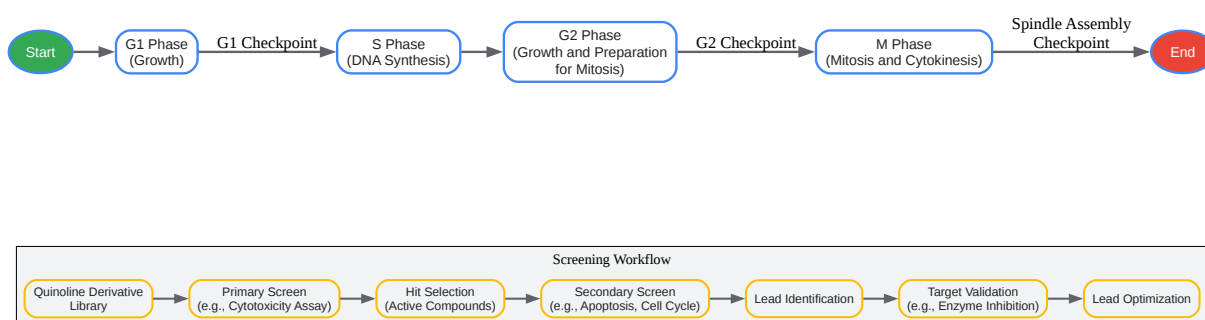 Start
G1 Phase
(Growth)
G1 Checkpoint
S Phase
(DNA Synthesis)
G2 Phase
(Growth and Preparation
for Mitosis)
G2 Checkpoint
M Phase
(Mitosis and Cytokinesis)
Spindle Assembly
Checkpoint
End
Screening Workflow
Quinoline Derivative
Library
Primary Screen
(e.g., Cytotoxicity Assay)
Hit Selection
(Active Compounds)
Secondary Screen
(e.g., Apoptosis, Cell Cycle)
Lead Identification
Target Validation
(e.g., Enzyme Inhibition)
Lead Optimization